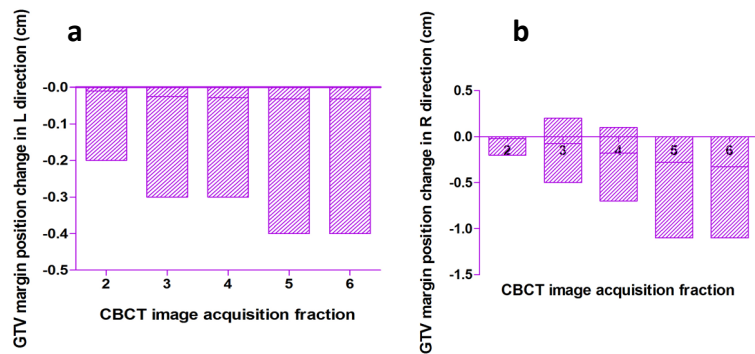 a
GTV margin position change in L direction (cm)
-0.0
-0.1
-0.2
-0.3
-0.4
-0.5
2 3 4 5 6
CBCT image acquisition fraction
b
GTV margin position change in R direction (cm)
0.5
0.0
-0.5
-1.0
-1.5
2 3 4 5 6
CBCT image acquisition fraction